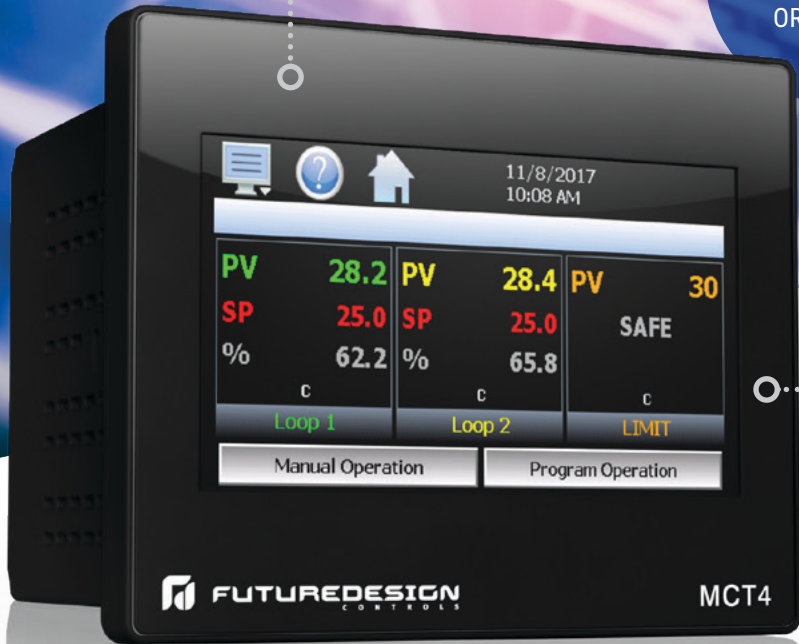 OR
?
11/8/2017
10:08 AM
PV 28.2 PV 28.4 PV 30
SP 25.0 SP 25.0 SAFE
% 62.2 % 65.8
C C C
Loop 1 Loop 2 LIMIT
Manual Operation Program Operation
FUTUREDESIGN
CONTROLS
MCT4